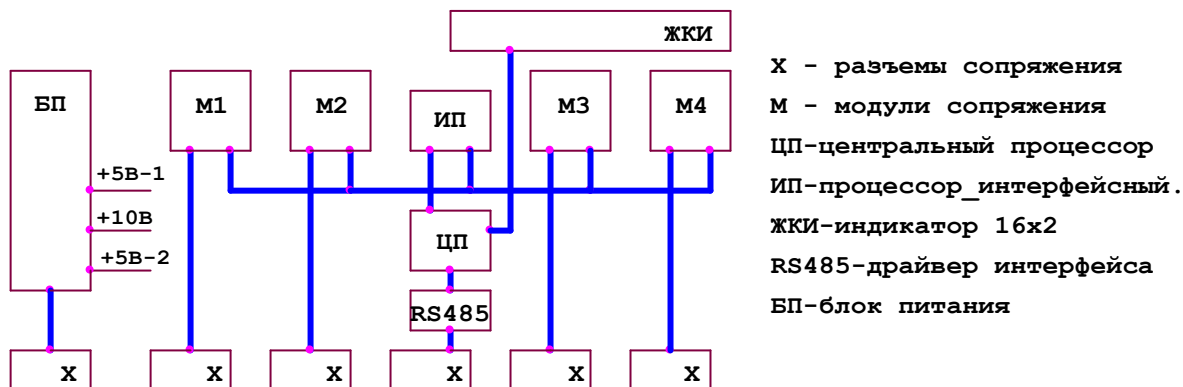 ЖКИ
БП
М1
М2
ИП
М3
М4
+5В-1
+10В
+5В-2
ЦП
RS485
Х
Х
Х
Х
Х
Х
Х - разъемы сопряжения
М - модули сопряжения
ЦП-центральный процессор
ИП-процессор_интерфейсный.
ЖКИ-индикатор 16х2
RS485-драйвер интерфейса
БП-блок питания